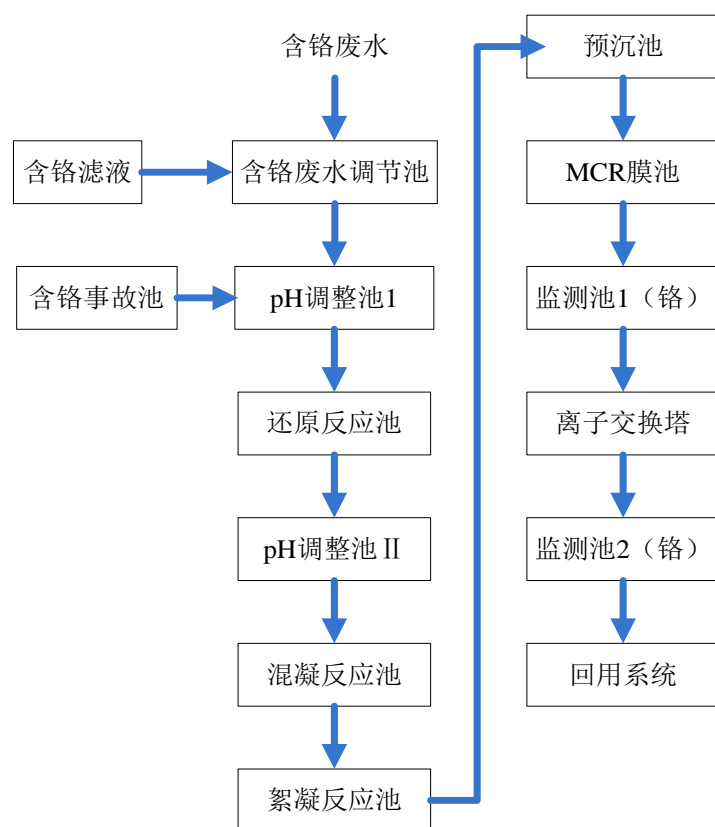 含铬废水
含铬滤液
含铬废水调节池
含铬事故池
pH调整池1
还原反应池
pH调整池Ⅱ
混凝反应池
絮凝反应池
预沉池
MCR膜池
监测池1（铬）
离子交换塔
监测池2（铬）
回用系统